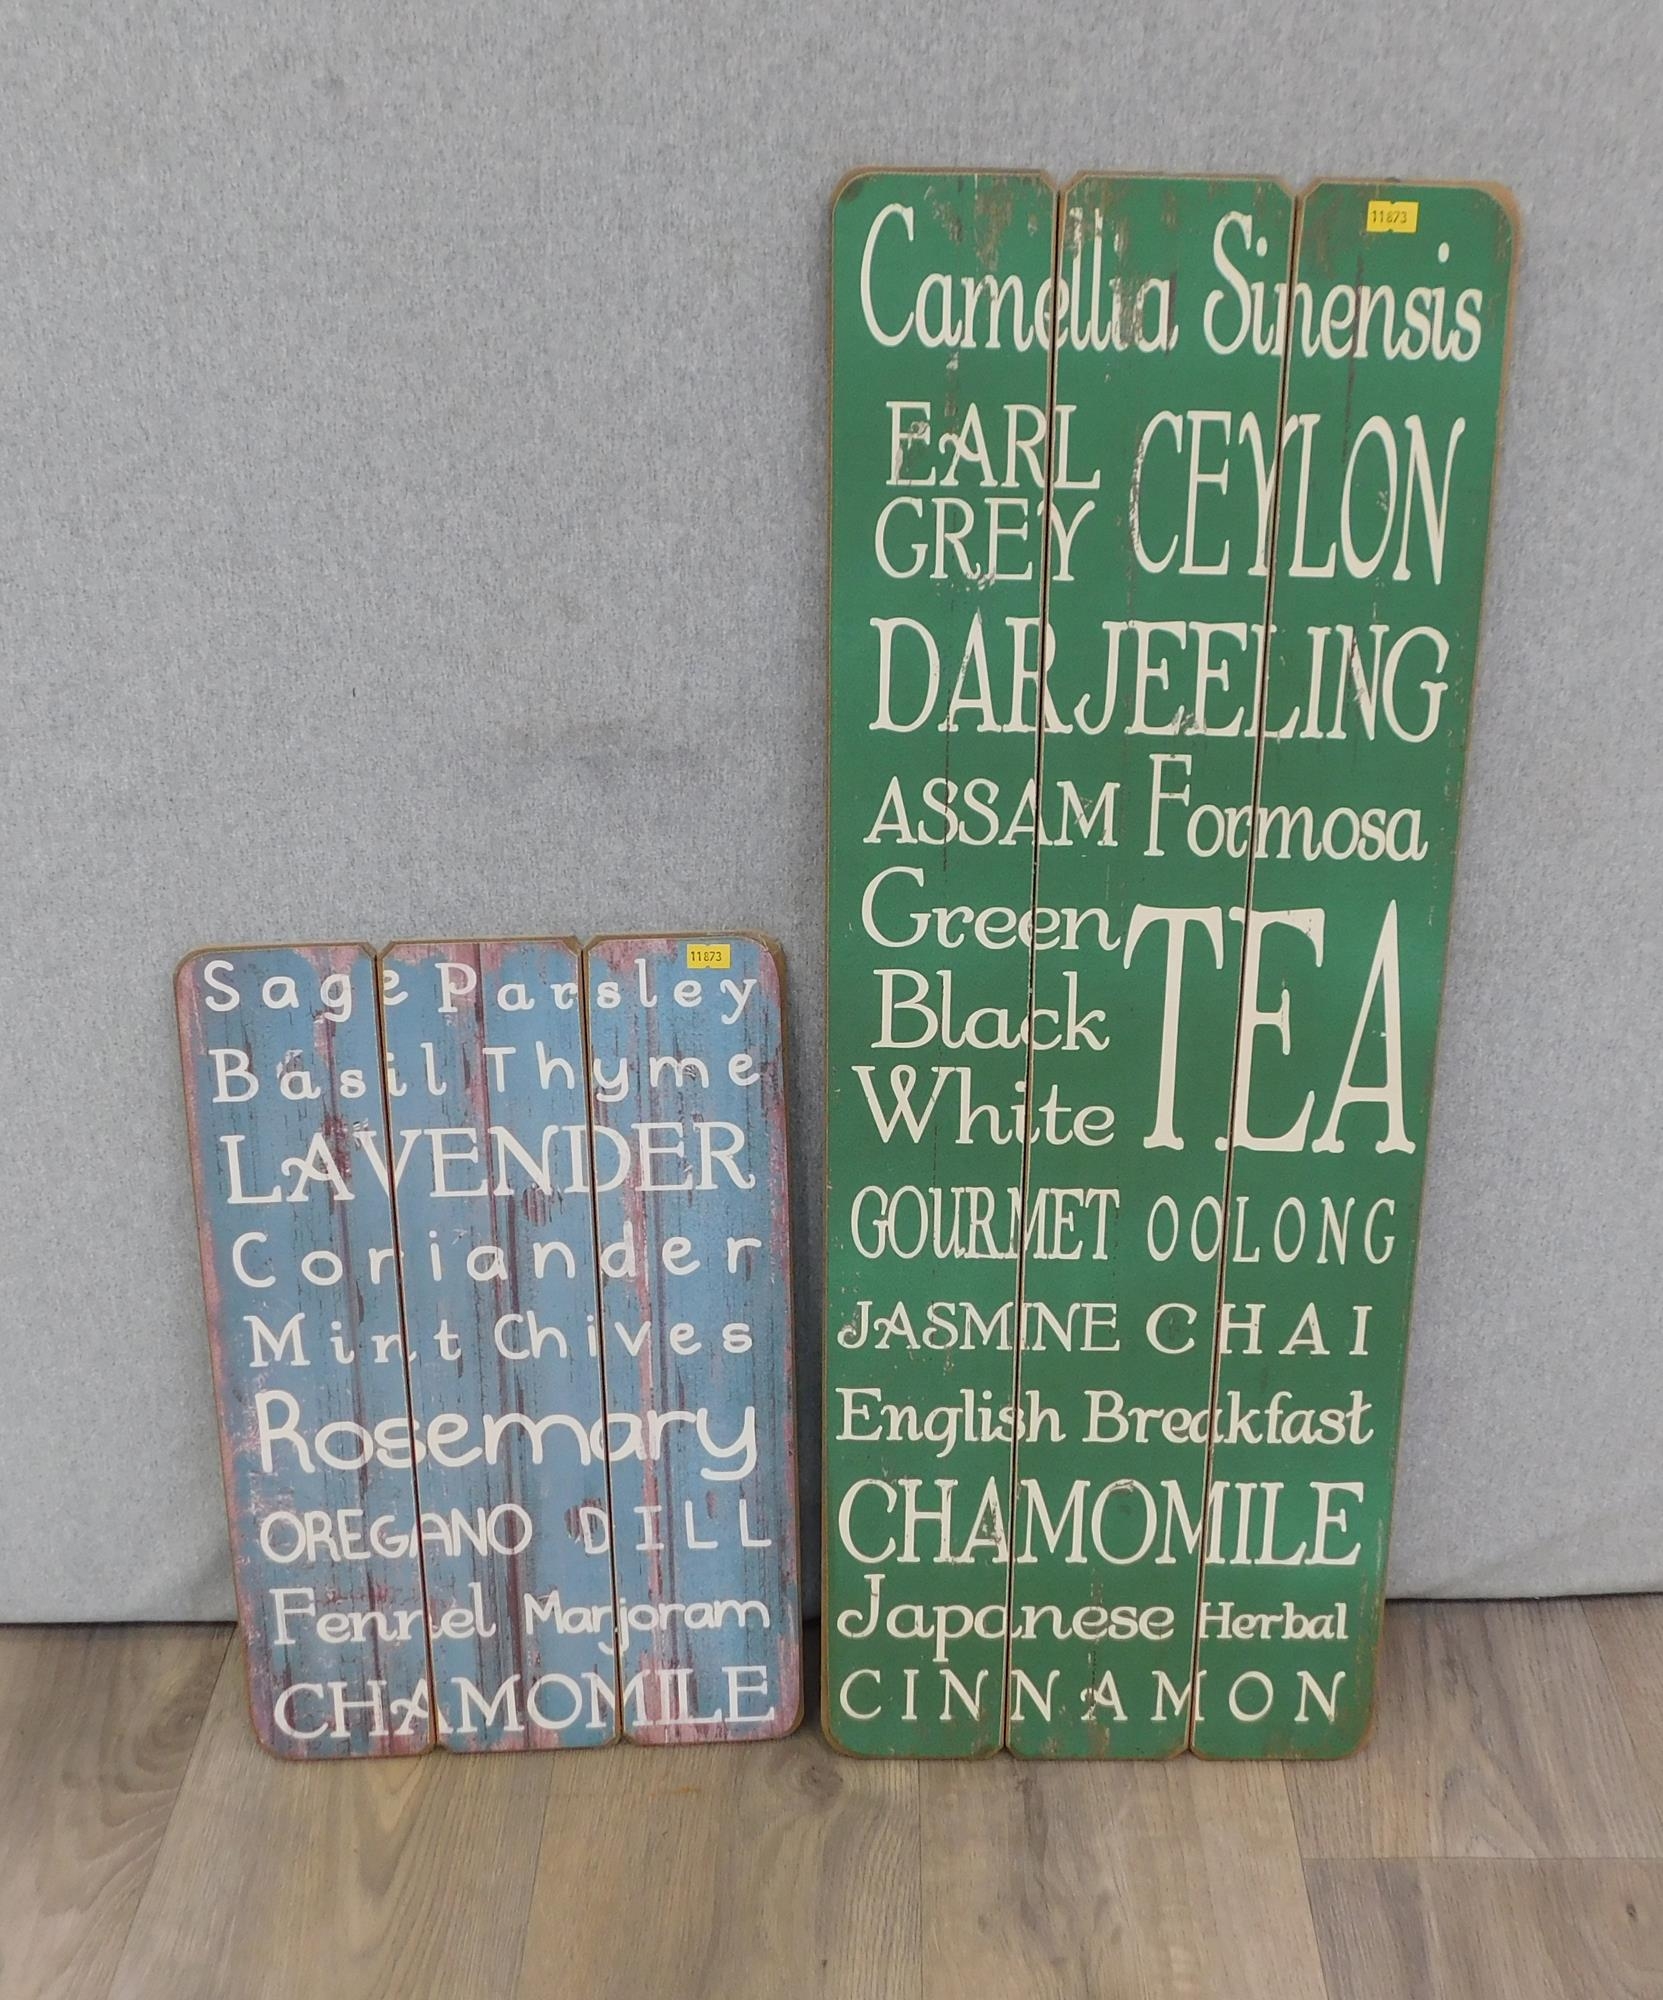 11873
Sage Parsley
Basil Thyme
LAVENDER
Coriander
Mint Chives
Rosemary
OREGANO DILL
Fennel Marjoram
CHAMOMILE
11873
Camellia Sinensis
EARL
GREY
CEYLON
DARJEELING
ASSAM Formosa
Green
Black
White
TEA
GOURMET OOLONG
JASMINE CHAI
English Breakfast
CHAMOMILE
Japanese Herbal
CINNAMON